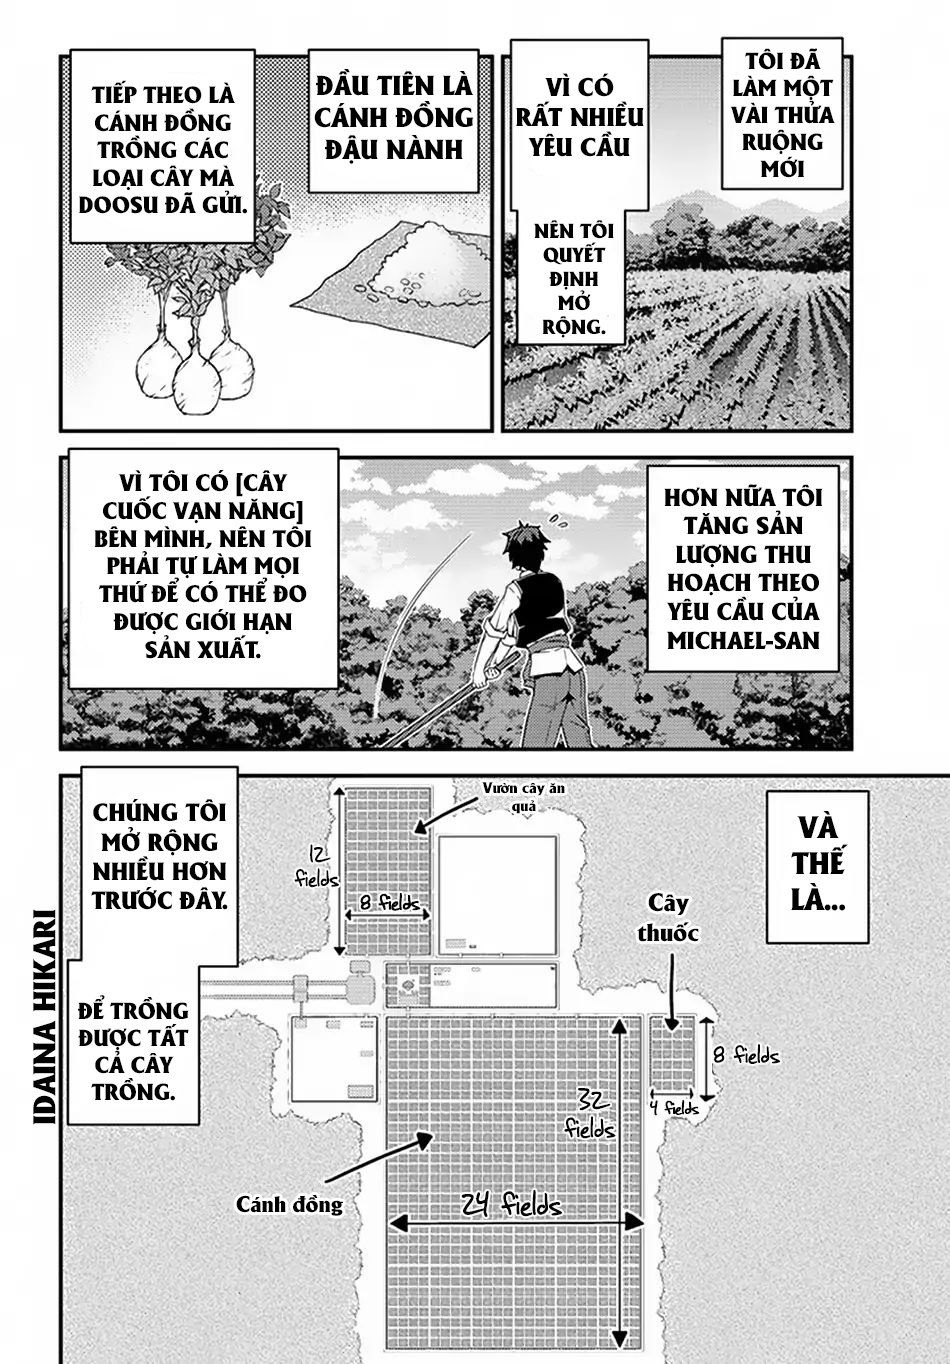 TÔI ĐÃ
LÀM MỘT
VÀI THỬA
RUỘNG
MỚI
VÌ CÓ
RẤT NHIỀU
YÊU CẦU
NÊN TÔI
QUYẾT
ĐỊNH
MỞ
RỘNG.
ĐẦU TIÊN LÀ
CÁNH ĐỒNG
ĐẬU NÀNH
TIẾP THEO LÀ
CÁNH ĐỒNG
TRỒNG CÁC
LOẠI CÂY MÀ
DOOSU ĐÃ GỬI.
HƠN NỮA TÔI
TĂNG SẢN
LƯỢNG THU
HOẠCH THEO
YÊU CẦU CỦA
MICHAEL-SAN
VÌ TÔI CÓ [CÂY
CUỐC VẠN NĂNG]
BÊN MÌNH, NÊN TÔI
PHẢI TỰ LÀM MỌI
THỨ ĐỂ CÓ THỂ ĐO
ĐƯỢC GIỚI HẠN
SẢN XUẤT.
VÀ
THẾ
LÀ...
Vườn cây ăn
quả
12
fields
8 fields
Cây
thuốc
8 fields
4 fields
32
fields
24 fields
Cánh đồng
CHÚNG TÔI
MỞ RỘNG
NHIỀU HƠN
TRƯỚC ĐÂY.
ĐỂ TRỒNG
ĐƯỢC TẤT
CẢ CÂY
TRỒNG.
IDAINA HIKARI